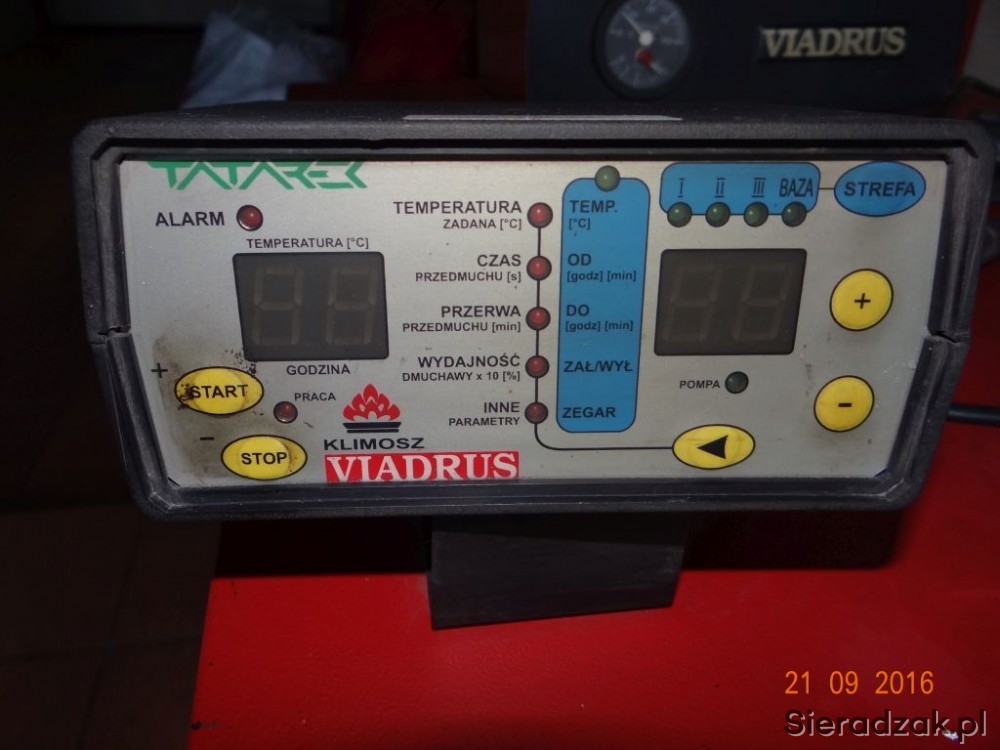 VIADRUS
TATAREK
ALARM
TEMPERATURA [°C]
GODZINA
+
START
PRACA
-
STOP
KLIMOSZ
VIADRUS
TEMPERATURA
ZADANA [°C]
CZAS
PRZEDMUCHU [s]
PRZERWA
PRZEDMUCHU [min]
WYDAJNOŚĆ
DMUCHAWY x 10 [%]
INNE
PARAMETRY
TEMP.
[°C]
OD
[godz] [min]
DO
[godz] [min]
ZAŁ/WYŁ
ZEGAR
I II III BAZA
STREFA
POMPA
+
-
21 09 2016
Sieradzak.pl